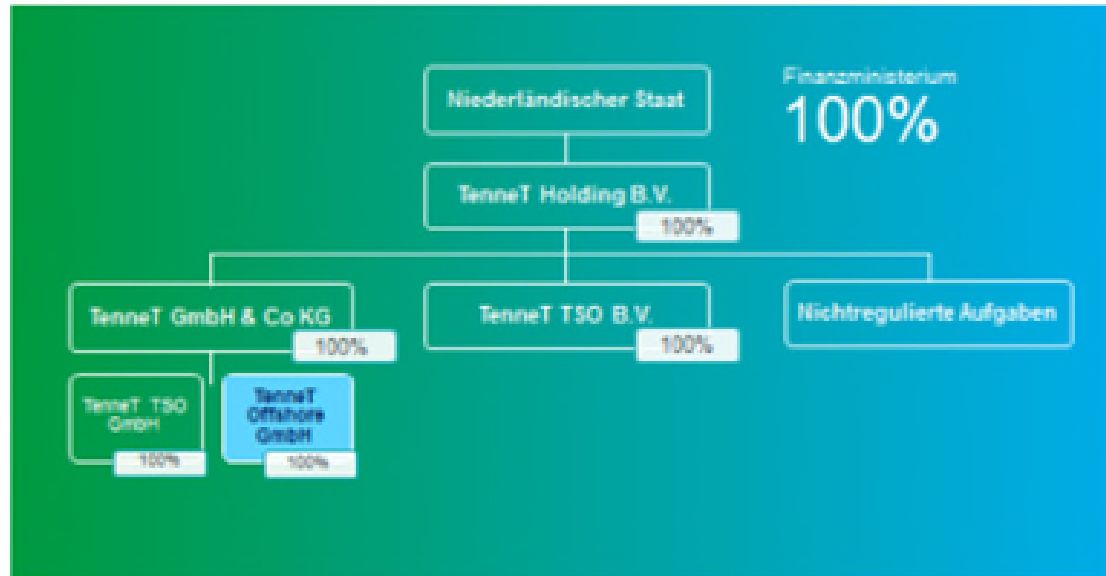 Niederländischer Staat
Finanzministerium
100%
TenneT Holding B.V.
100%
TenneT GmbH & Co KG
100%
TenneT TSO B.V.
100%
Nichtregulierte Aufgaben
TenneT TSO
GmbH
100%
TenneT
Offshore
GmbH
100%